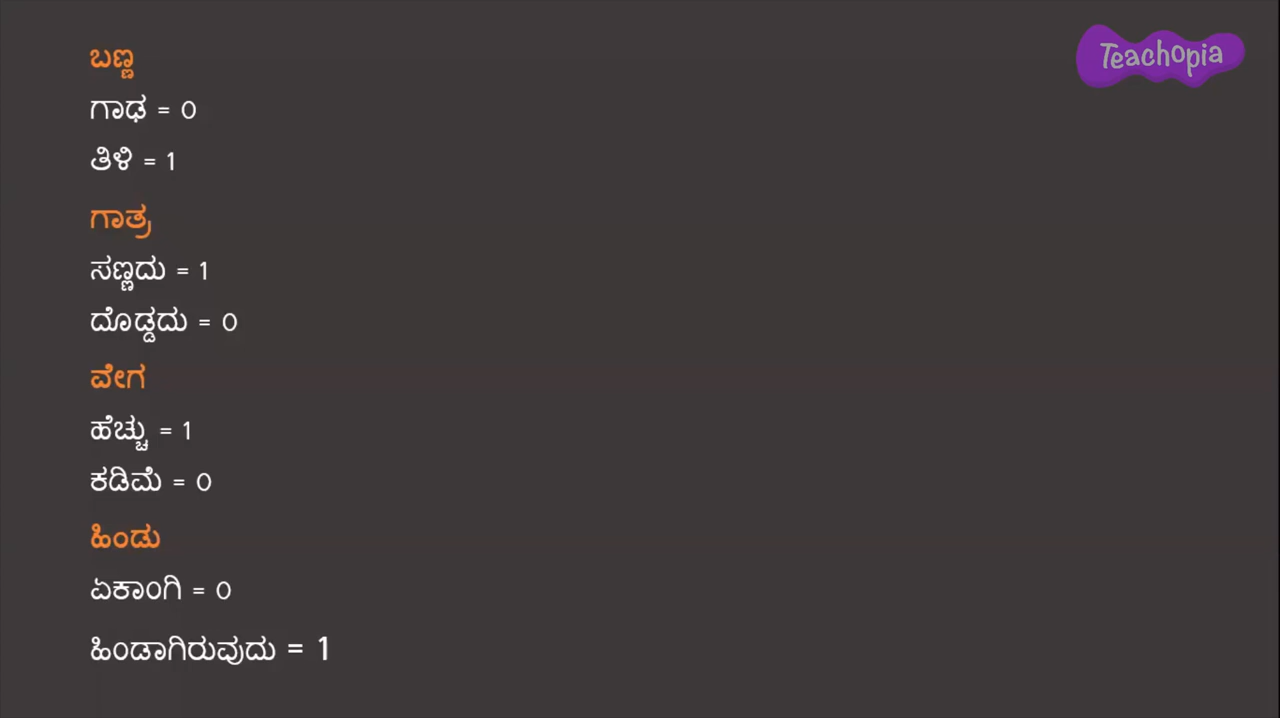 Teachopia
ಬಣ್ಣ
ಗಾಢ = 0
ತಿಳಿ = 1
ಗಾತ್ರ
ಸಣ್ಣದು = 1
ದೊಡ್ಡದು = 0
ವೇಗ
ಹೆಚ್ಚು = 1
ಕಡಿಮೆ = 0
ಹಿಂಡು
ಏಕಾಂಗಿ = 0
ಹಿಂಡಾಗಿರುವುದು = 1